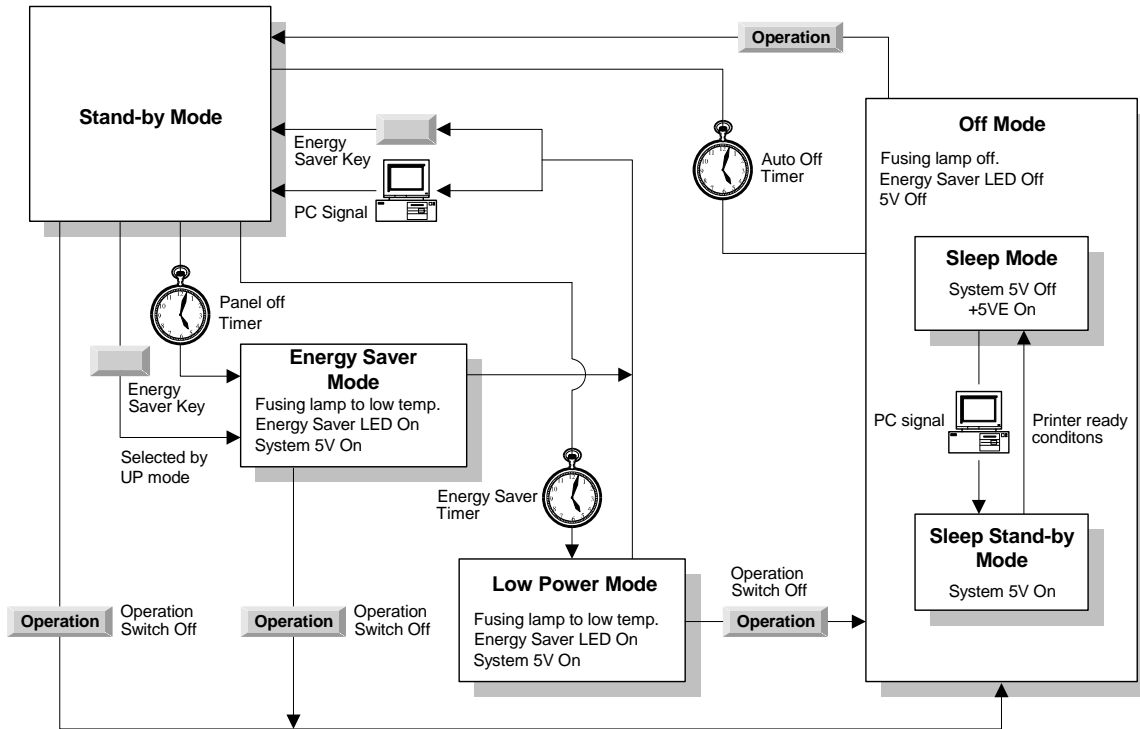 Operation
Stand-by Mode
Energy
Saver Key
PC Signal
Auto Off
Timer
Off Mode
Fusing lamp off.
Energy Saver LED Off
5V Off
Sleep Mode
System 5V Off
+5VE On
Panel off
Timer
Energy
Saver Key
Selected by
UP mode
Energy Saver
Mode
Fusing lamp to low temp.
Energy Saver LED On
System 5V On
PC signal
Printer ready
conditons
Energy Saver
Timer
Sleep Stand-by
Mode
System 5V On
Low Power Mode
Fusing lamp to low temp.
Energy Saver LED On
System 5V On
Operation
Switch Off
Operation
Operation
Operation
Switch Off
Operation
Operation
Switch Off